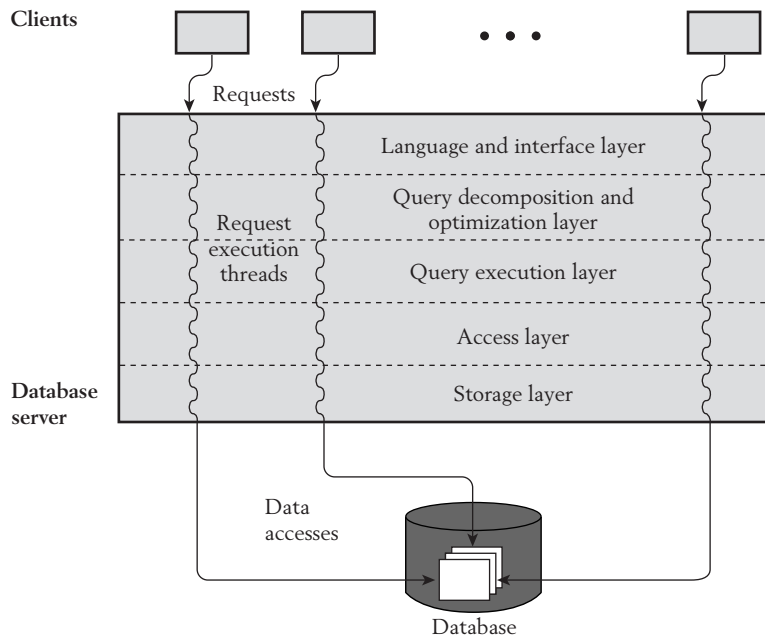 Clients
Requests
Language and interface layer
Query decomposition and
optimization layer
Request
execution
threads
Query execution layer
Access layer
Database
server
Storage layer
Data
accesses
Database